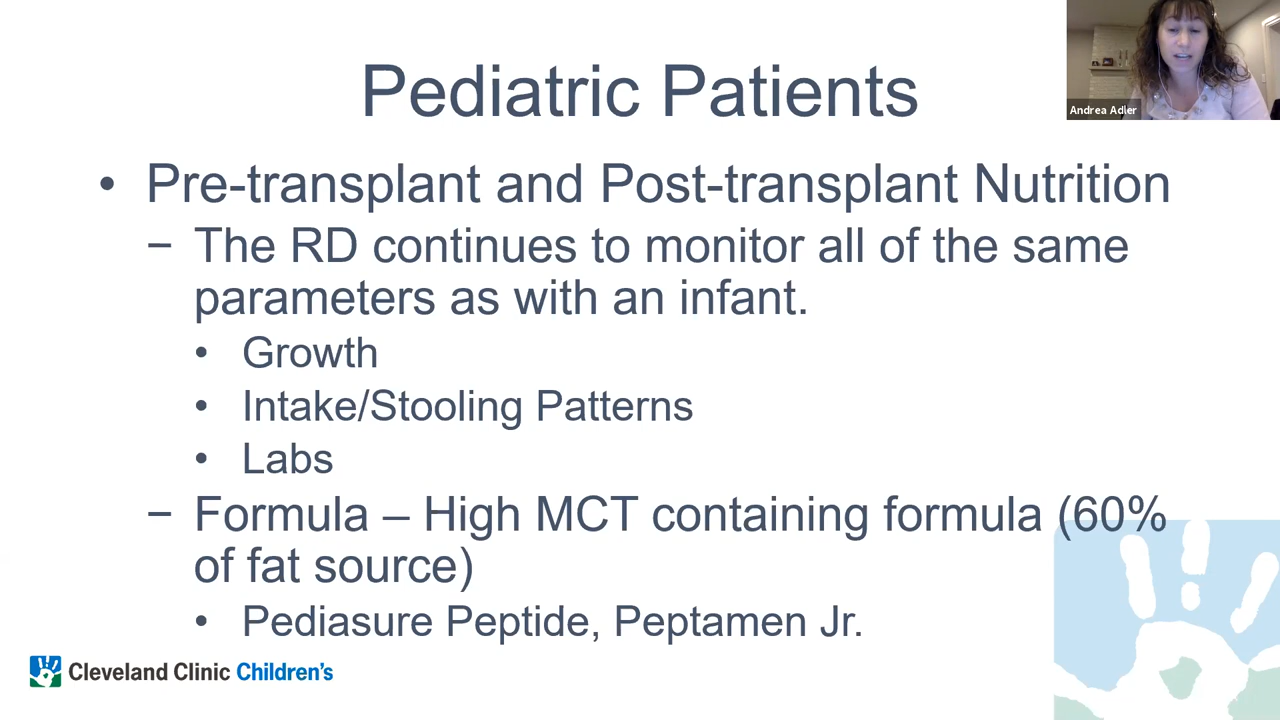 Pediatric Patients
Andrea Adler
• Pre-transplant and Post-transplant Nutrition
− The RD continues to monitor all of the same
parameters as with an infant.
• Growth
• Intake/Stooling Patterns
• Labs
− Formula – High MCT containing formula (60%
of fat source)
• Pediasure Peptide, Peptamen Jr.
Cleveland Clinic Children's